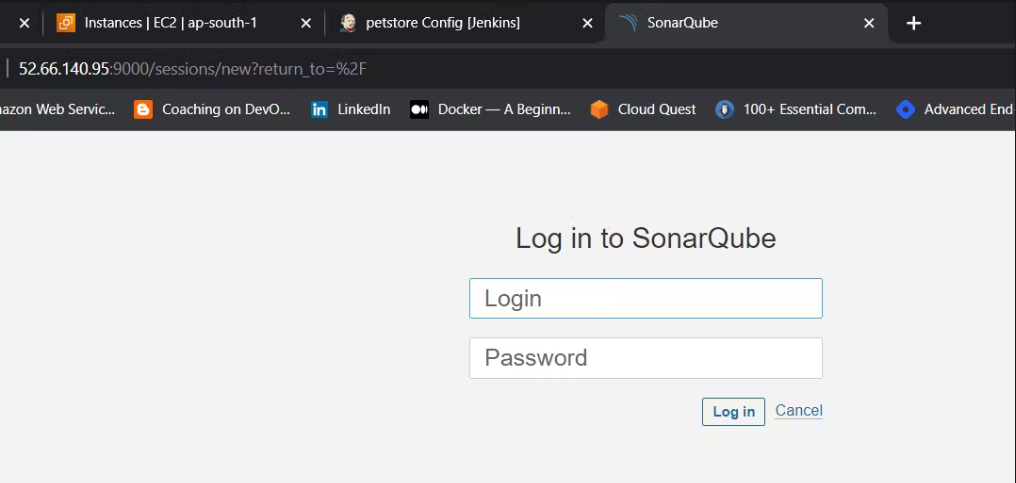 Instances | EC2 | ap-south-1
petstore Config [Jenkins]
SonarQube
52.66.140.95:9000/sessions/new?return_to=%2F
azon Web Servic...
Coaching on DevO...
LinkedIn
Docker — A Beginn...
Cloud Quest
100+ Essential Com...
Advanced End
Log in to SonarQube
Login
Password
Log in
Cancel